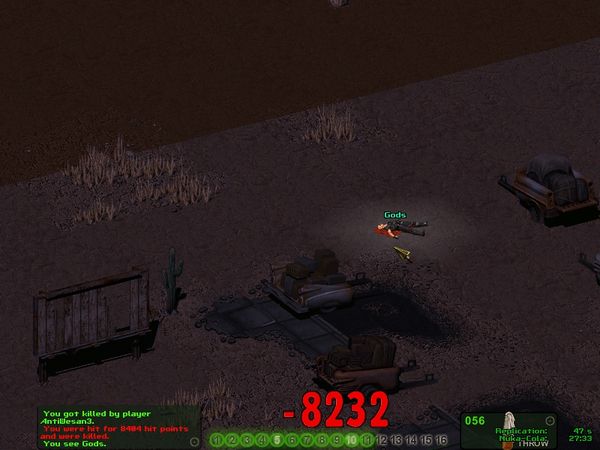 Gods
-8232
You got killed by player
AntiUesan3.
You were hit for 8404 hit points
and were killed.
You see Gods.
1 2 3 4 5 6 7 8 9 10 11 12 13 14 15 16
056
Replication: 47 s
Nuka-Cola: 27:33
THROW